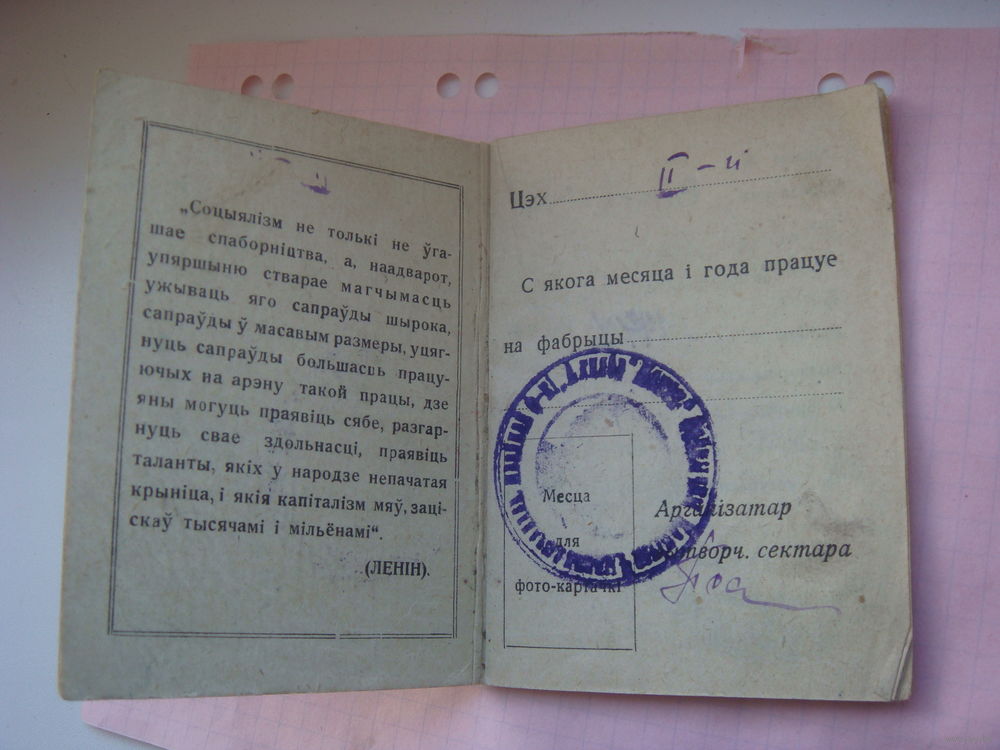 „Соцыялізм не толькі не ўга-
шае спаборніцтва, а, наадварот,
упяршыню стварае магчымасць
ужываць яго сапраўды шырока,
сапраўды ў масавым размеры, уцяг-
нуць сапраўды большасць працу-
ючых на арэну такой працы, дзе
яны могуць праявіць сябе, разгар-
нуць свае здольнасці, праявіць
таланты, якіх у народзе непачатая
крыніца, і якія капіталізм мяў, заці-
скаў тысячамі і мільёнамі“.
(ЛЕНІН).
Цэх II-й
С якога месяца і года працуе
на фабрыцы
Месца
для
фото-картачкі
Арганізатар
сектара